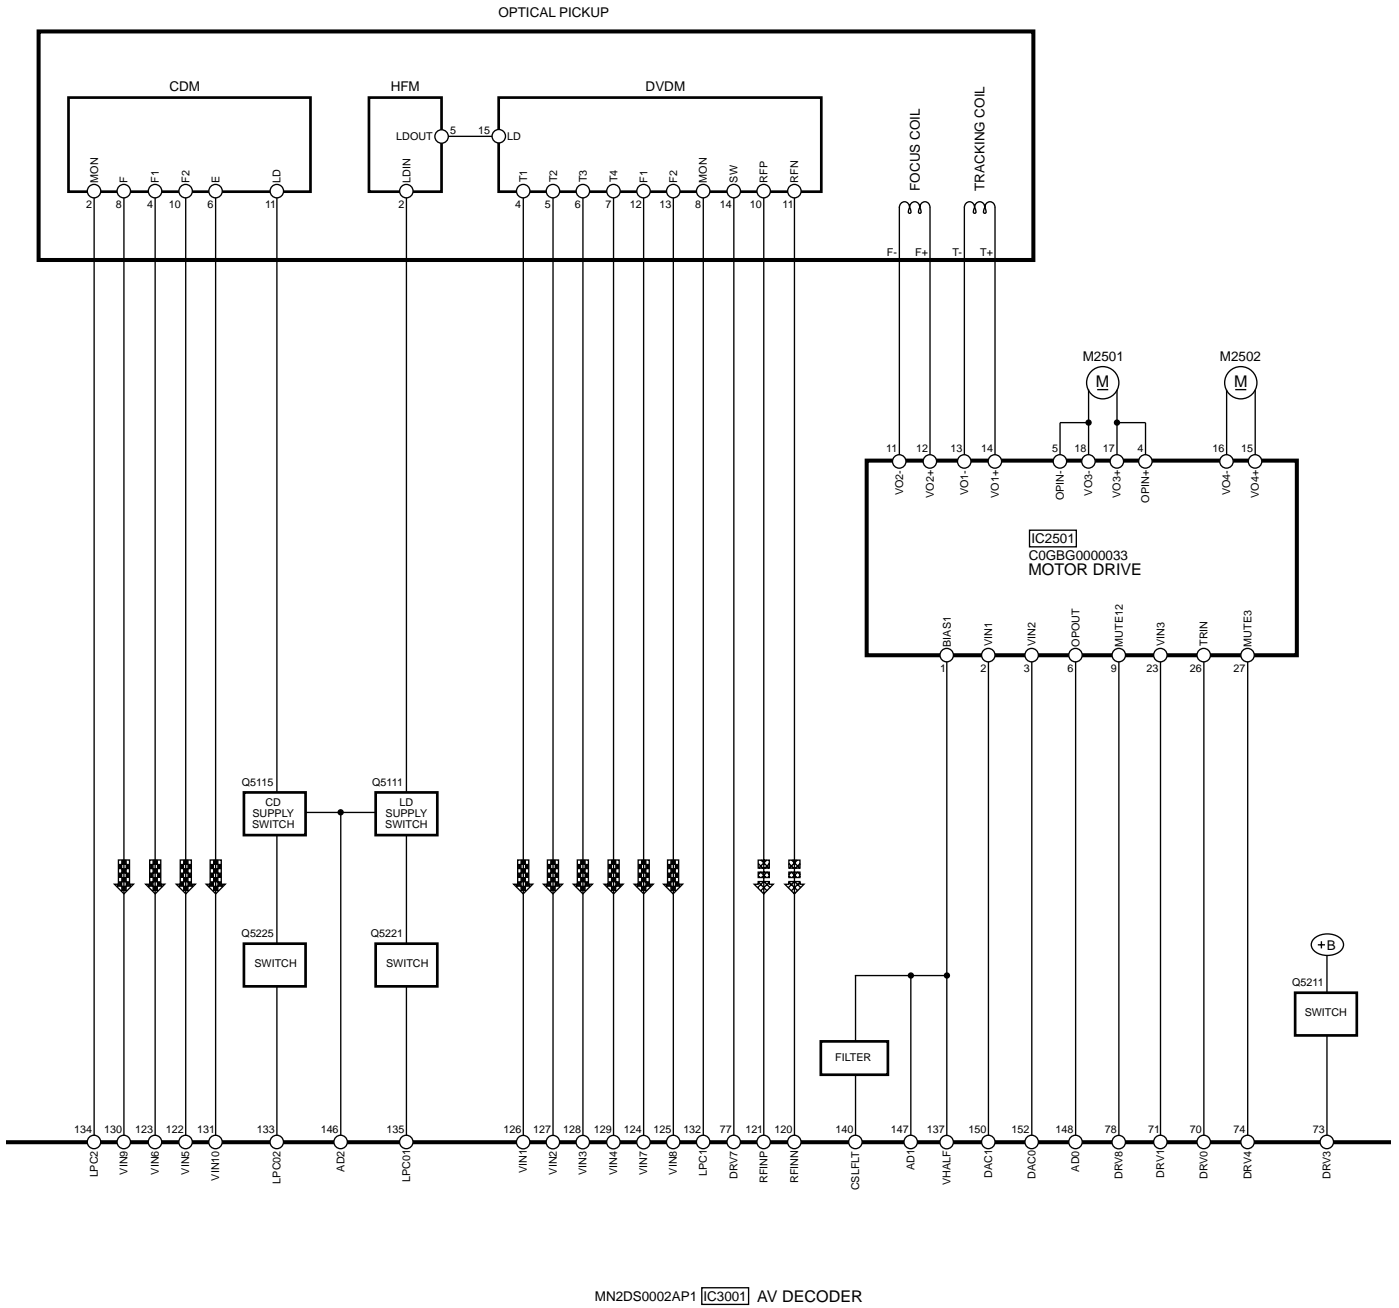 OPTICAL PICKUP
CDM
HFM
DVDM
LDOUT 5 15 LD
MON F F1 F2 E LD
LDIN
T1 T2 T3 T4 F1 F2 MON SW RFP RFN
2 8 4 10 6 11
2
4 5 6 7 12 13 8 14 10 11
FOCUS COIL
TRACKING COIL
F- F+ T- T+
M2501
M
M2502
M
11 12 13 14 5 18 17 4 16 15
VO2- VO2+ VO1- VO1+ OPIN- VO3- VO3+ OPIN+ VO4- VO4+
IC2501
C0GBG0000033
MOTOR DRIVE
BIAS1 VIN1 VIN2 OPOUT MUTE12 VIN3 TRIN MUTE3
1 2 3 6 9 23 26 27
Q5115
CD
SUPPLY
SWITCH
Q5111
LD
SUPPLY
SWITCH
Q5225
SWITCH
Q5221
SWITCH
+B
Q5211
SWITCH
FILTER
134 130 123 122 131 133 146 135 126 127 128 129 124 125 132 77 121 120 140 147 137 150 152 148 78 71 70 74 73
LPC2 VIN9 VIN6 VIN5 VIN10 LPC02 AD2 LPC01 VIN1 VIN2 VIN3 VIN4 VIN7 VIN8 LPC1 DRV7 RFINP RFINN CSLFLT AD1 VHALF DAC1 DAC0 AD0 DRV8 DRV1 DRV0 DRV4 DRV3
MN2DS0002AP1 IC3001 AV DECODER